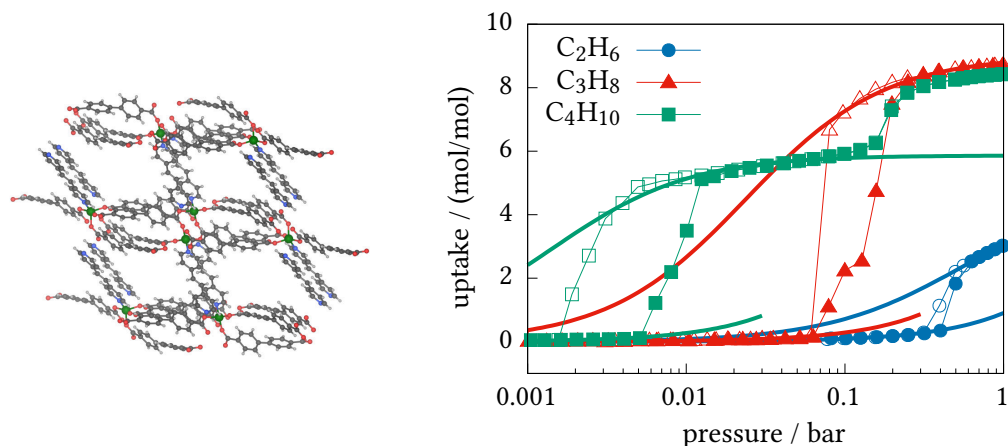 10
8
6
4
2
0
uptake / (mol/mol)
C₂H₆
C₃H₈
C₄H₁₀
0.001 0.01 0.1 1
pressure / bar